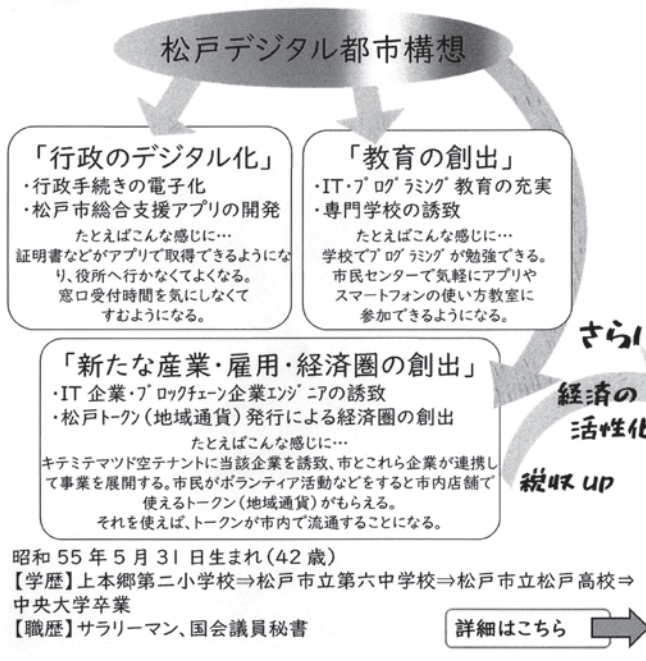 松戸デジタル都市構想
「行政のデジタル化」
・行政手続きの電子化
・松戸市総合支援アプリの開発
たとえばこんな感じに…
証明書などがアプリで取得できるようにな
り、役所へ行かなくてよくなる。
窓口受付時間を気にしなくて
すむようになる。
「教育の創出」
・IT・プログラミング教育の充実
・専門学校の誘致
たとえばこんな感じに…
学校でプログラミングが勉強できる。
市民センターで気軽にアプリや
スマートフォンの使い方教室に
参加できるようになる。
「新たな産業・雇用・経済圏の創出」
・IT 企業・ブロックチェーン企業エンジニアの誘致
・松戸トークン(地域通貨)発行による経済圏の創出
たとえばこんな感じに…
キテミテマツド空テナントに当該企業を誘致、市とこれら企業が連携し
て事業を展開する。市民がボランティア活動などをすると市内店舗で
使えるトークン(地域通貨)がもらえる。
それを使えば、トークンが市内で流通することになる。
さら
経済の
活性化
税収 up
昭和 55 年 5 月 31 日生まれ(42 歳)
【学歴】上本郷第二小学校⇒松戸市立第六中学校⇒松戸市立松戸高校⇒
中央大学卒業
【職歴】サラリーマン、国会議員秘書
詳細はこちら